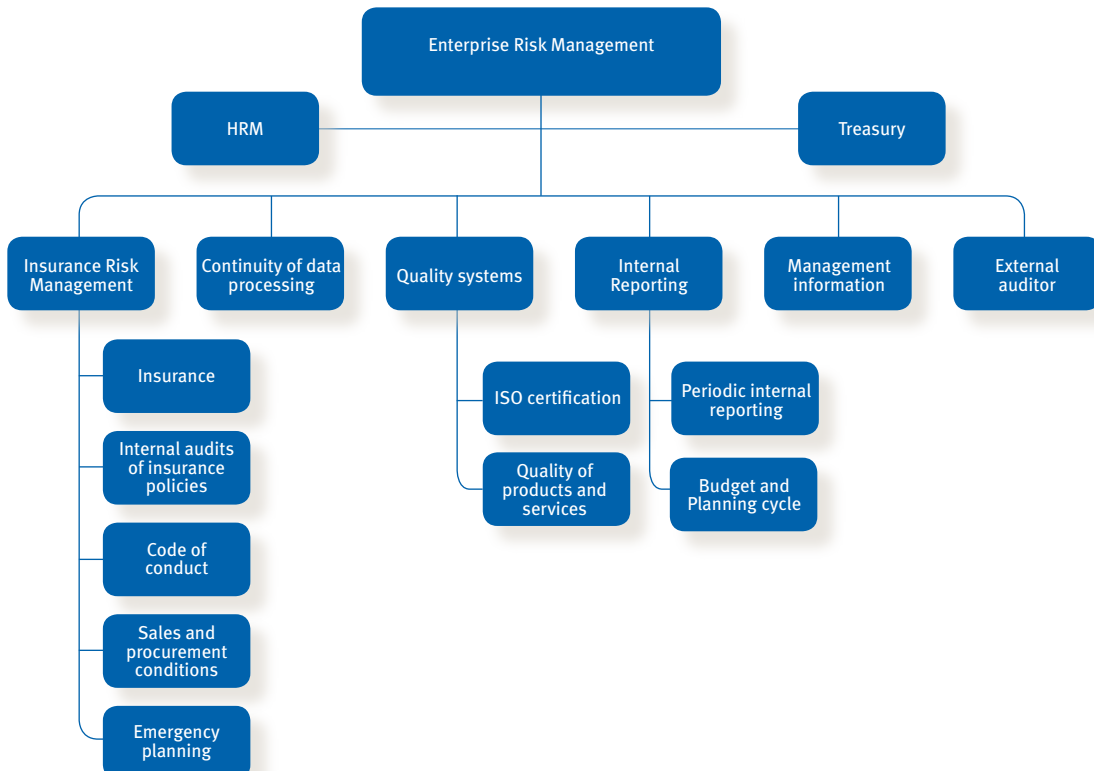 Enterprise Risk Management
HRM
Treasury
Insurance Risk
Management
Continuity of data
processing
Quality systems
Internal
Reporting
Management
information
External
auditor
Insurance
Internal audits
of insurance
policies
Code of
conduct
Sales and
procurement
conditions
Emergency
planning
ISO certification
Quality of
products and
services
Periodic internal
reporting
Budget and
Planning cycle